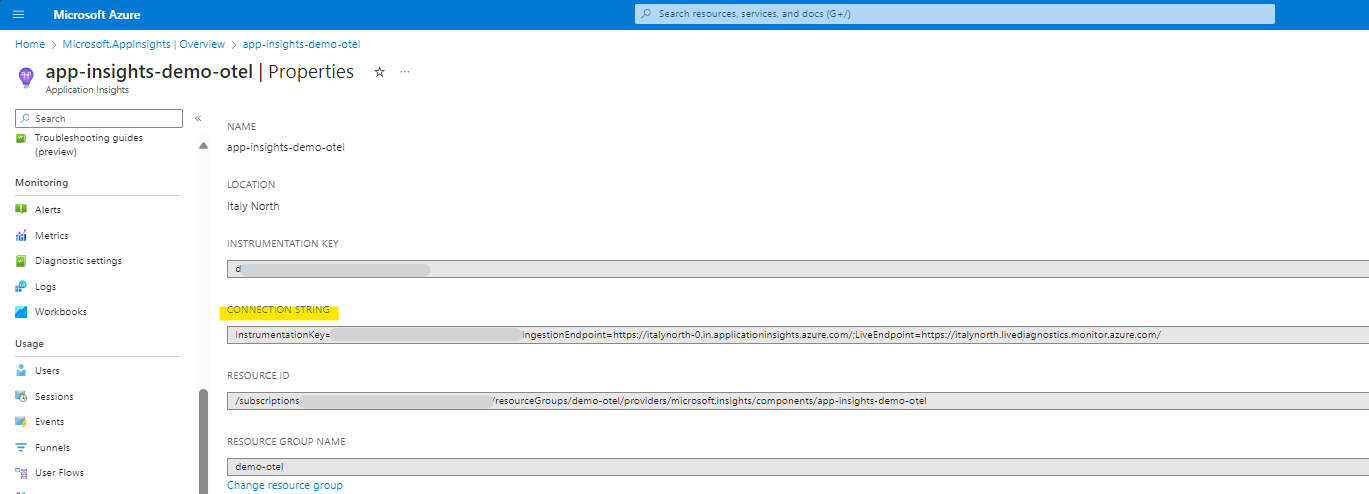 Microsoft Azure
Search resources, services, and docs (G+/)
Home > Microsoft.AppInsights | Overview > app-insights-demo-otel
app-insights-demo-otel | Properties
Application Insights
Search
Troubleshooting guides
(preview)
Monitoring
Alerts
Metrics
Diagnostic settings
Logs
Workbooks
Usage
Users
Sessions
Events
Funnels
User Flows
NAME
app-insights-demo-otel
LOCATION
Italy North
INSTRUMENTATION KEY
d
CONNECTION STRING
InstrumentationKey= IngestionEndpoint=https://italynorth-0.in.applicationinsights.azure.com/;LiveEndpoint=https://italynorth.livediagnostics.monitor.azure.com/
RESOURCE ID
/subscriptions /resourceGroups/demo-otel/providers/microsoft.insights/components/app-insights-demo-otel
RESOURCE GROUP NAME
demo-otel
Change resource group